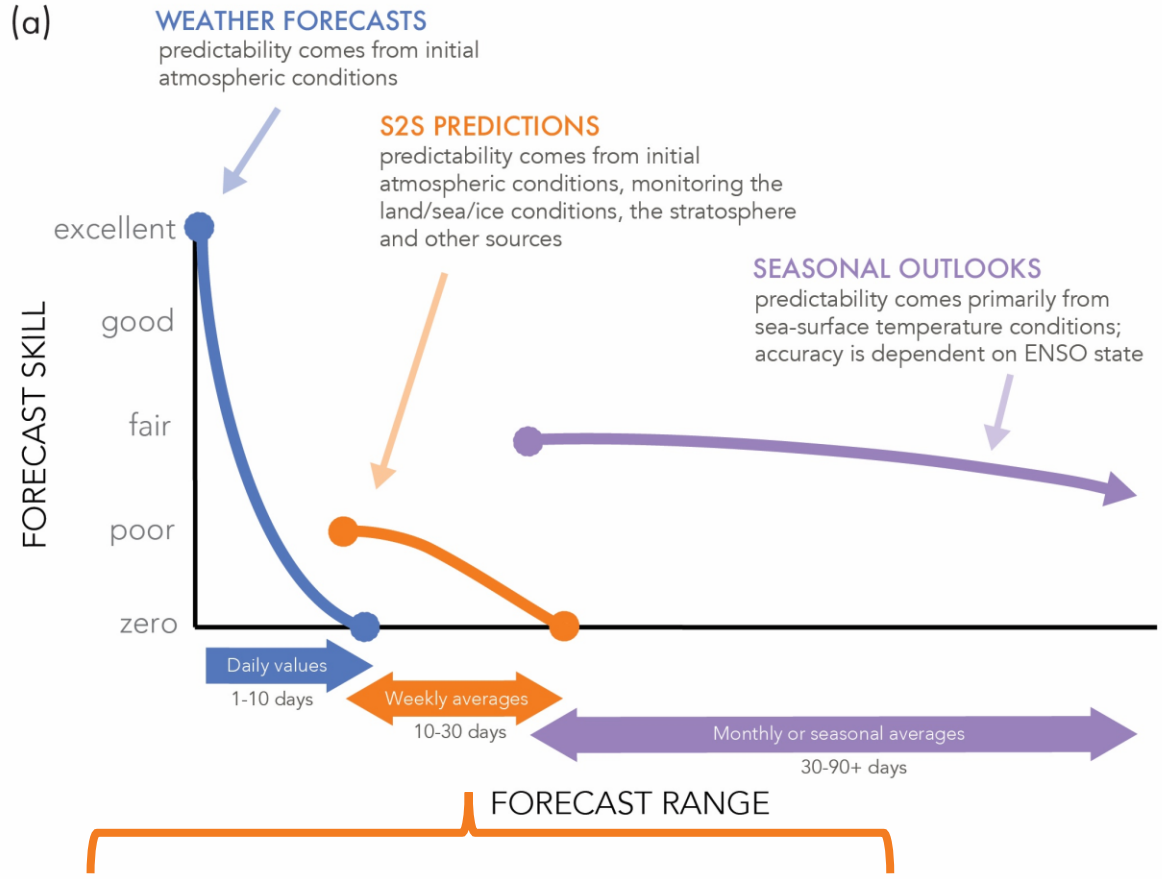 (a)
WEATHER FORECASTS
predictability comes from initial
atmospheric conditions
S2S PREDICTIONS
predictability comes from initial
atmospheric conditions, monitoring the
land/sea/ice conditions, the stratosphere
and other sources
SEASONAL OUTLOOKS
predictability comes primarily from
sea-surface temperature conditions;
accuracy is dependent on ENSO state
FORECAST SKILL
excellent
good
fair
poor
zero
Daily values
1-10 days
Weekly averages
10-30 days
Monthly or seasonal averages
30-90+ days
FORECAST RANGE